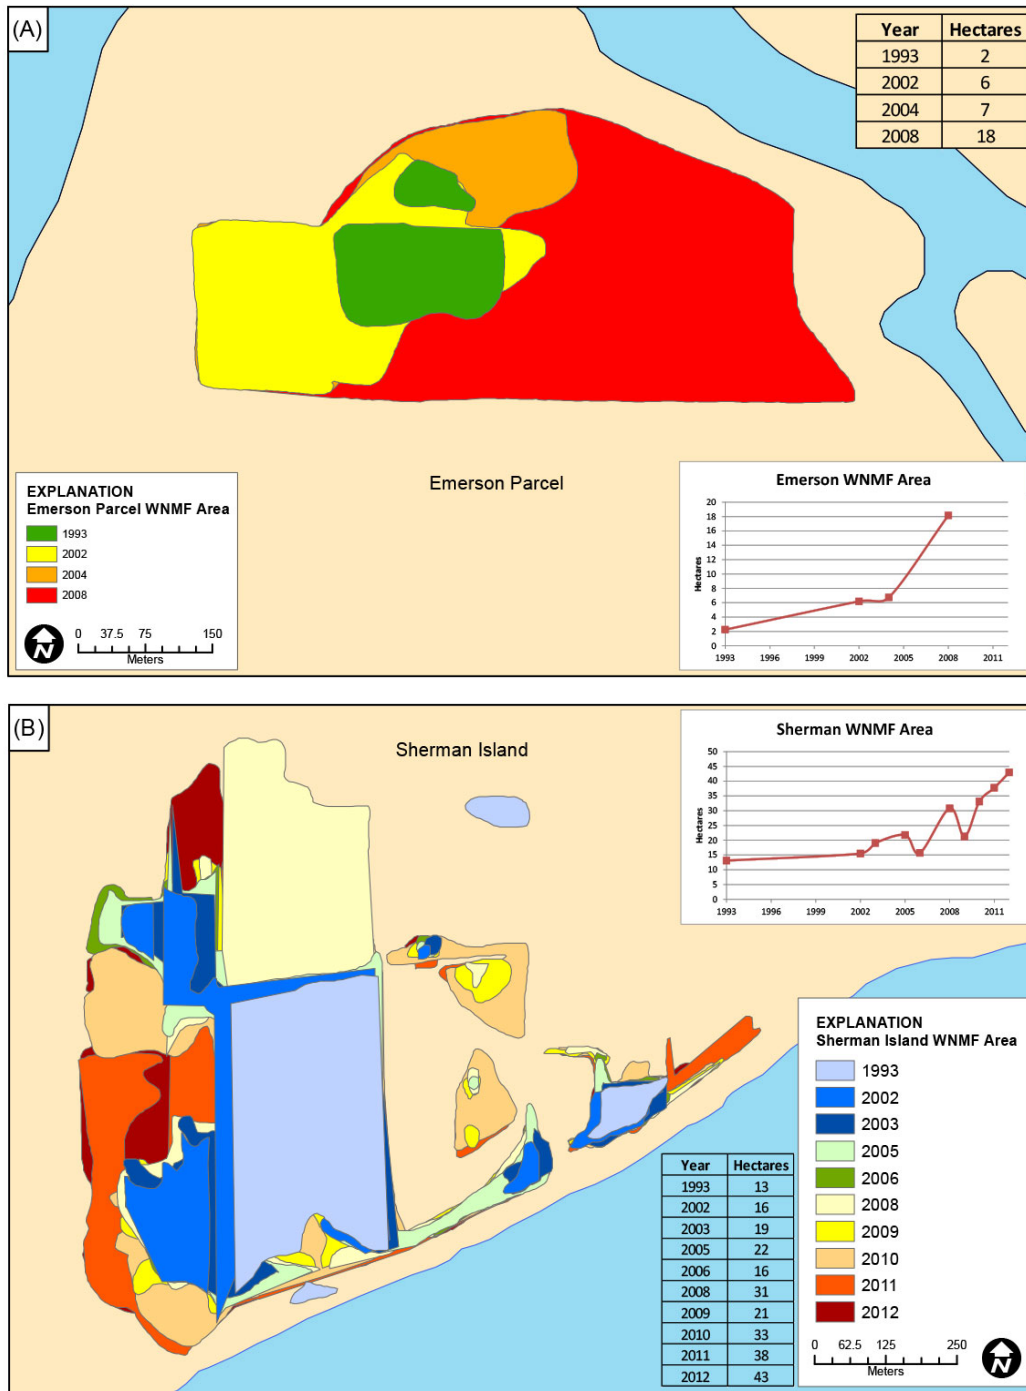 (A)
Year Hectares
1993 2
2002 6
2004 7
2008 18
Emerson Parcel
EXPLANATION
Emerson Parcel WNMF Area
1993
2002
2004
2008
N
0 37.5 75 150
Meters
Emerson WNMF Area
Hectares
20
18
16
14
12
10
8
6
4
2
0
1993 1996 1999 2002 2005 2008 2011
(B)
Sherman Island
Sherman WNMF Area
Hectares
50
45
40
35
30
25
20
15
10
5
0
1993 1996 1999 2002 2005 2008 2011
EXPLANATION
Sherman Island WNMF Area
1993
2002
2003
2005
2006
2008
2009
2010
2011
2012
0 62.5 125 250
Meters
N
Year Hectares
1993 13
2002 16
2003 19
2005 22
2006 16
2008 31
2009 21
2010 33
2011 38
2012 43